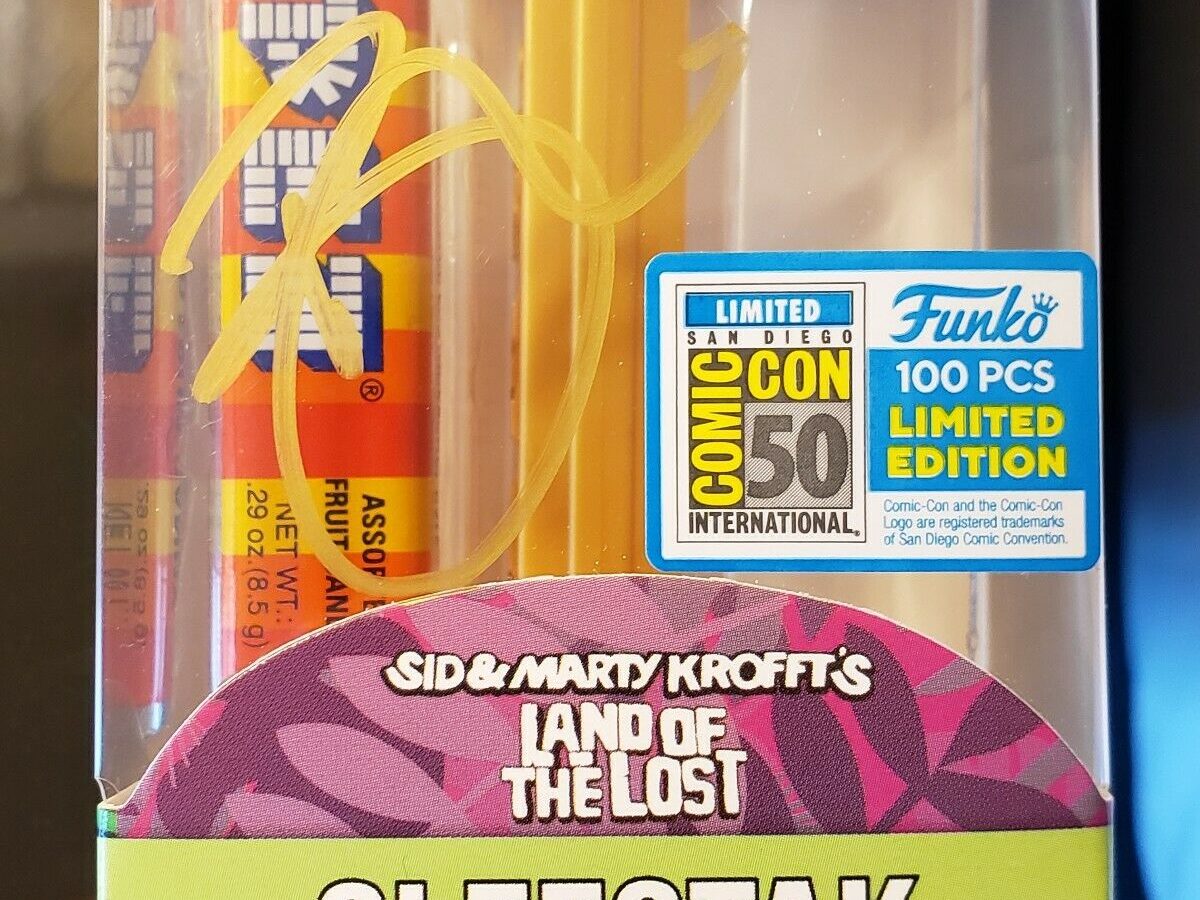 LIMITED
SAN DIEGO
COMIC
CON
50
INTERNATIONAL®
Funko
100 PCS
LIMITED
EDITION
Comic-Con and the Comic-Con
Logo are registered trademarks
of San Diego Comic Convention.
PEZ
®
NET WT.:
.29 oz.(8.5 g)
SID & MARTY KROFFT'S
LAND OF
THE LOST
SLEESTAK